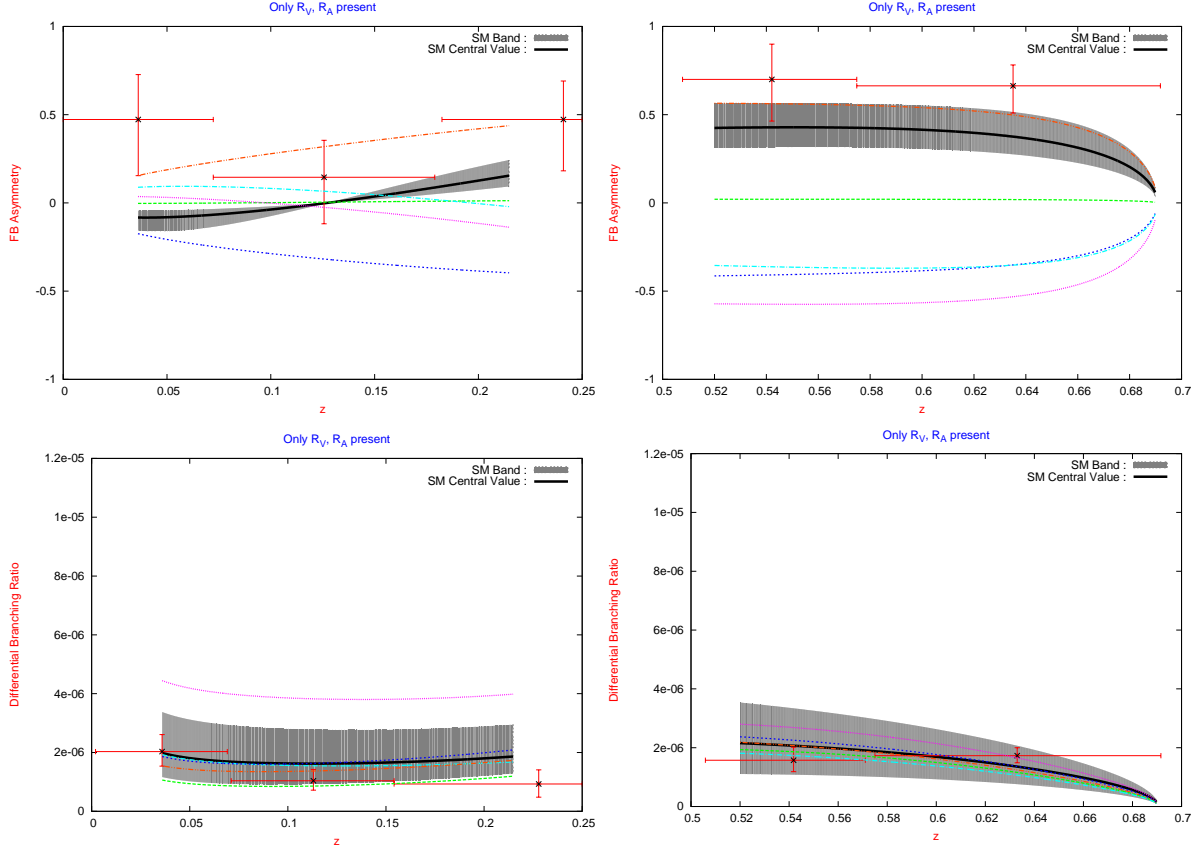 Only R_V, R_A present
SM Band :
SM Central Value :
FB Asymmetry
1
0.5
0
-0.5
-1
0 0.05 0.1 0.15 0.2 0.25
z
Only R_V, R_A present
SM Band :
SM Central Value :
FB Asymmetry
1
0.5
0
-0.5
-1
0.5 0.52 0.54 0.56 0.58 0.6 0.62 0.64 0.66 0.68 0.7
z
Only R_V, R_A present
SM Band :
SM Central Value :
Differential Branching Ratio
1.2e-05
1e-05
8e-06
6e-06
4e-06
2e-06
0
0 0.05 0.1 0.15 0.2 0.25
z
Only R_V, R_A present
SM Band :
SM Central Value :
Differential Branching Ratio
1.2e-05
1e-05
8e-06
6e-06
4e-06
2e-06
0
0.5 0.52 0.54 0.56 0.58 0.6 0.62 0.64 0.66 0.68 0.7
z